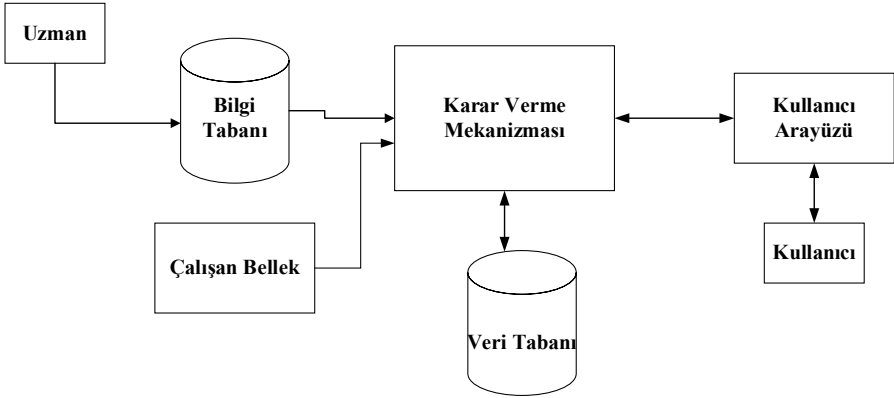 Uzman
Bilgi
Tabanı
Karar Verme
Mekanizması
Kullanıcı
Arayüzü
Çalışan Bellek
Kullanıcı
Veri Tabanı